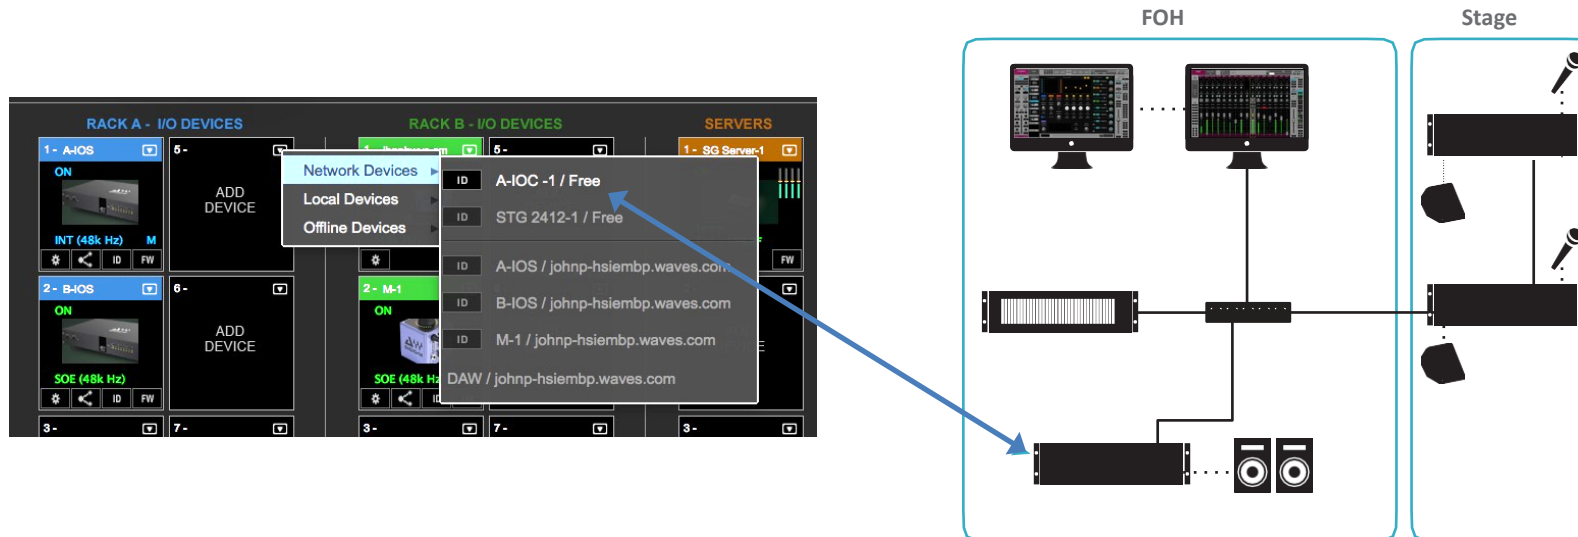 FOH
Stage
RACK A - I/O DEVICES
RACK B - I/O DEVICES
SERVERS
1 - A-IOS
5 -
5 -
1 - SG Server-1
ON
ADD
DEVICE
Network Devices
Local Devices
Offline Devices
ID A-IOC -1 / Free
ID STG 2412-1 / Free
ID A-IOS / johnp-hsiembp.waves.com
ID B-IOS / johnp-hsiembp.waves.com
ID M-1 / johnp-hsiembp.waves.com
DAW / johnp-hsiembp.waves.com
INT (48k Hz) M
ID FW
FW
2 - B-IOS
6 -
2 - M-1
ON
ADD
DEVICE
ON
SOE (48k Hz)
SOE (48k Hz
ID FW
3 -
7 -
3 -
7 -
3 -